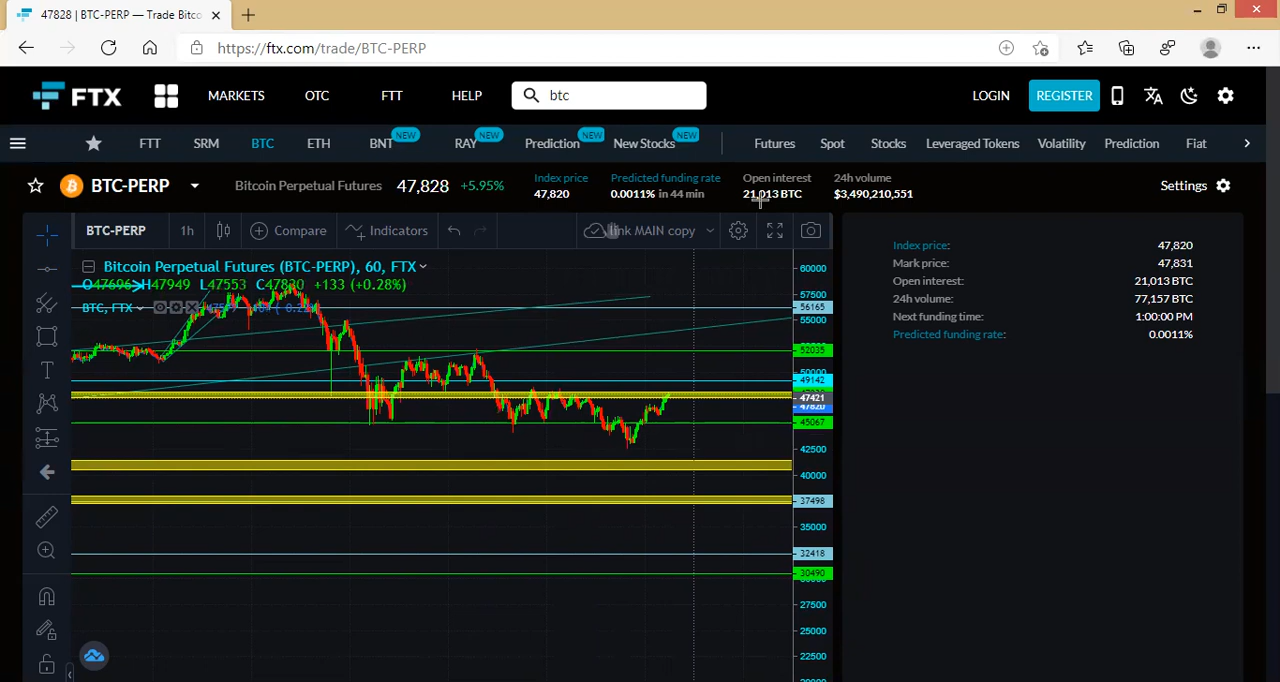 47828 | BTC-PERP — Trade Bitco
https://ftx.com/trade/BTC-PERP
FTX MARKETS OTC FTT HELP btc LOGIN REGISTER
FTT SRM BTC ETH BNT NEW RAY NEW Prediction NEW New Stocks NEW Futures Spot Stocks Leveraged Tokens Volatility Prediction Fiat
BTC-PERP Bitcoin Perpetual Futures 47,828 +5.95% Settings
Index price Predicted funding rate Open interest 24h volume
47,820 0.0011% in 44 min 21,013 BTC $3,490,210,551
BTC-PERP 1h Compare Indicators link MAIN copy
Bitcoin Perpetual Futures (BTC-PERP), 60, FTX
O47696 H47949 L47553 C47830 +133 (+0.28%)
BTC, FTX
60000
57500
56165
55000
52035
50000
49142
47421
47820
45067
42500
40000
37498
35000
32418
30490
27500
25000
22500
Index price: 47,820
Mark price: 47,831
Open interest: 21,013 BTC
24h volume: 77,157 BTC
Next funding time: 1:00:00 PM
Predicted funding rate: 0.0011%